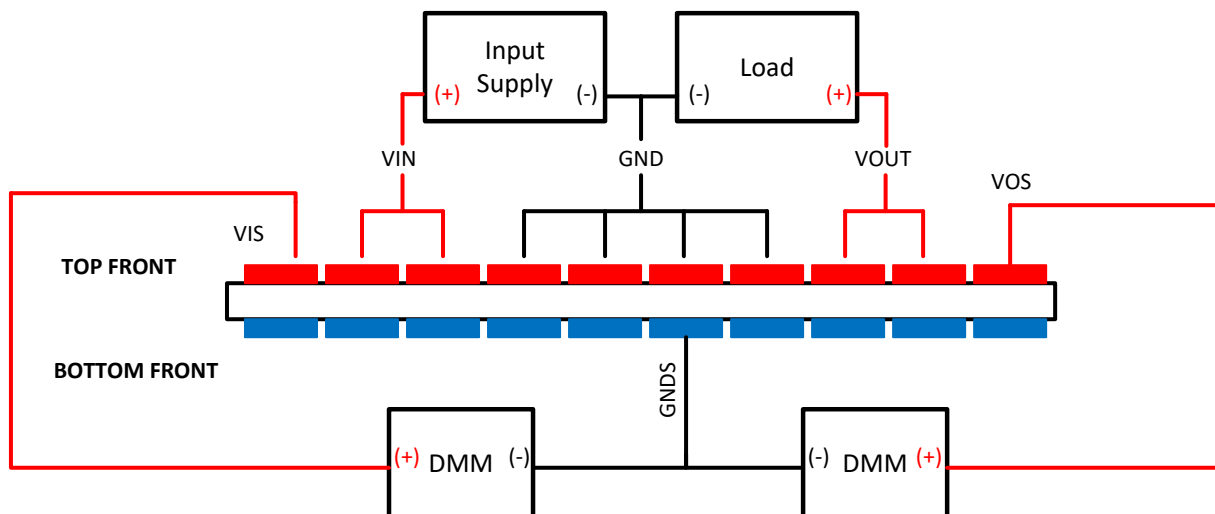 Input
Supply
(+)
(-)
Load
(-)
(+)
VIN
GND
VOUT
VIS
VOS
TOP FRONT
BOTTOM FRONT
GNDS
(+)
DMM
(-)
(-)
DMM
(+)